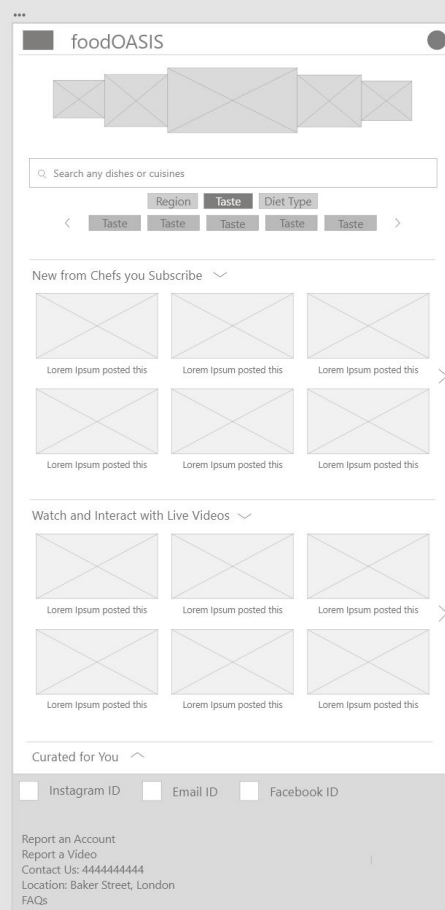 foodOASIS
Search any dishes or cuisines
Region Taste Diet Type
Taste Taste Taste Taste Taste
New from Chefs you Subscribe
Lorem Ipsum posted this Lorem Ipsum posted this Lorem Ipsum posted this
Lorem Ipsum posted this Lorem Ipsum posted this Lorem Ipsum posted this
Watch and Interact with Live Videos
Lorem Ipsum posted this Lorem Ipsum posted this Lorem Ipsum posted this
Lorem Ipsum posted this Lorem Ipsum posted this Lorem Ipsum posted this
Curated for You
Instagram ID Email ID Facebook ID
Report an Account
Report a Video
Contact Us: 4444444444
Location: Baker Street, London
FAQs